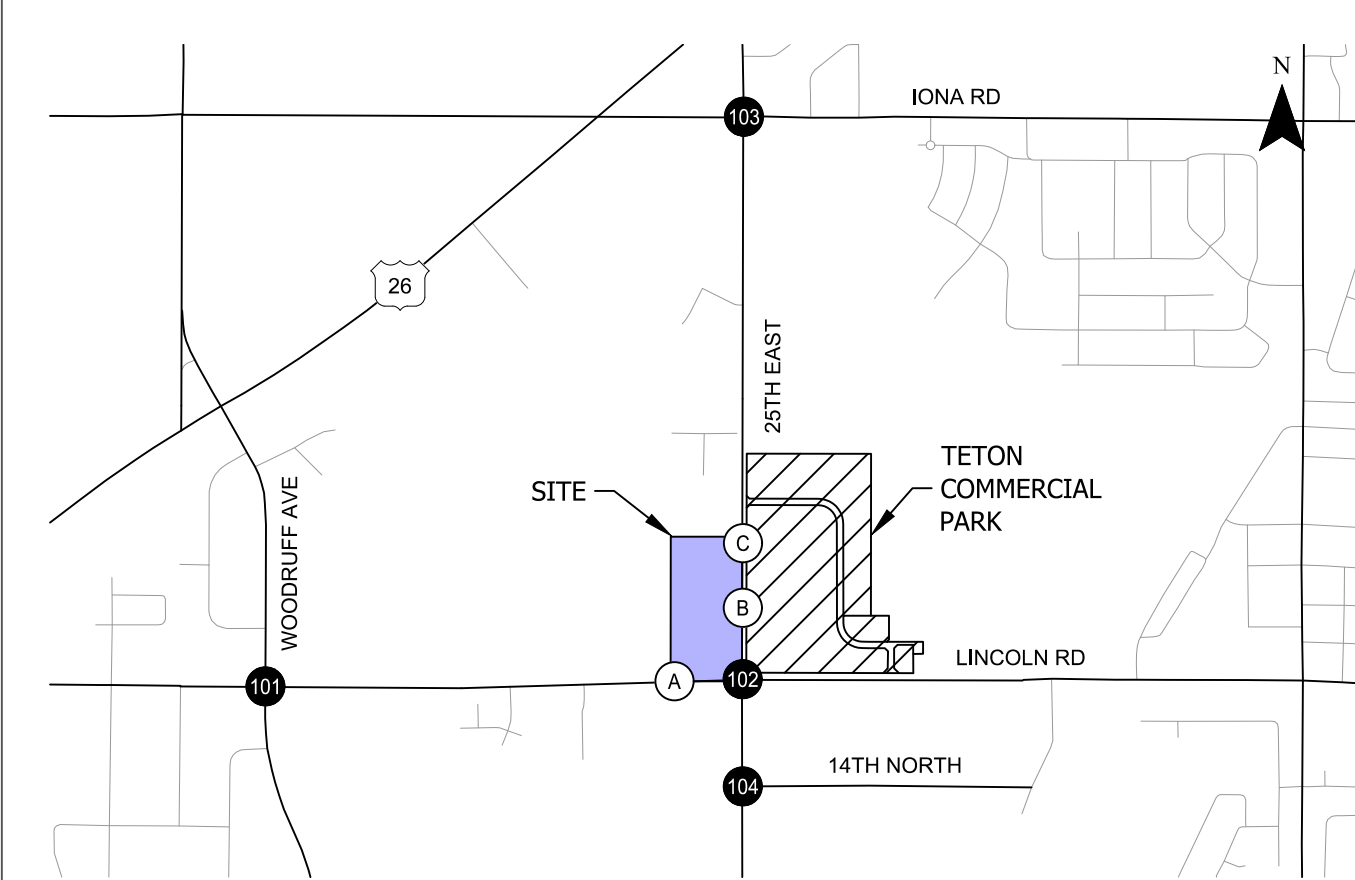 N
IONA RD
103
26
25TH EAST
TETON
COMMERCIAL
PARK
SITE
WOODRUFF AVE
C
B
LINCOLN RD
A
102
101
14TH NORTH
104